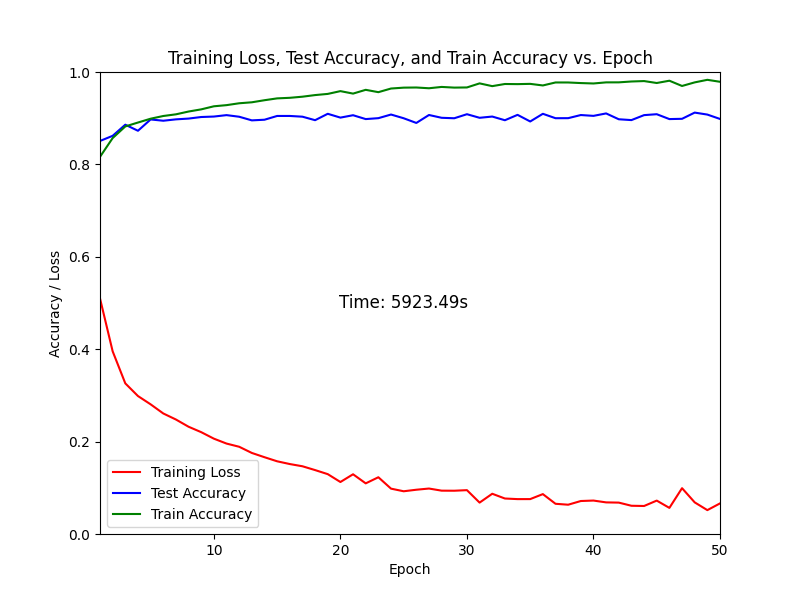 Training Loss, Test Accuracy, and Train Accuracy vs. Epoch
1.0
0.8
0.6
0.4
0.2
0.0
Accuracy / Loss
Time: 5923.49s
Training Loss
Test Accuracy
Train Accuracy
10 20 30 40 50
Epoch